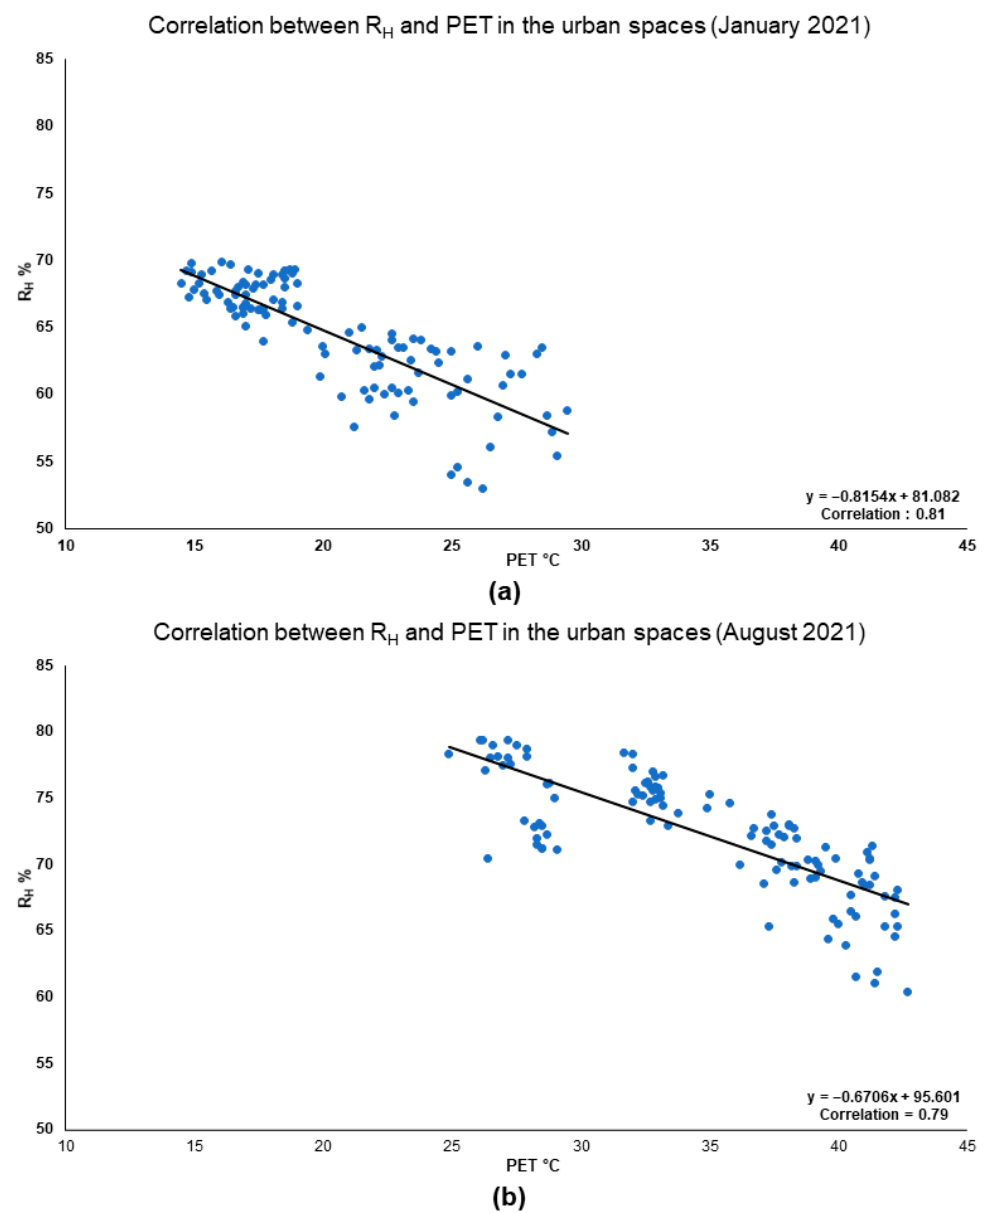 Correlation between RH and PET in the urban spaces (January 2021)
85
80
75
70
65
60
55
50
RH %
y = −0.8154x + 81.082
Correlation : 0.81
10 15 20 25 30 35 40 45
PET °C
(a)
Correlation between RH and PET in the urban spaces (August 2021)
85
80
75
70
65
60
55
50
RH %
y = −0.6706x + 95.601
Correlation = 0.79
10 15 20 25 30 35 40 45
PET °C
(b)